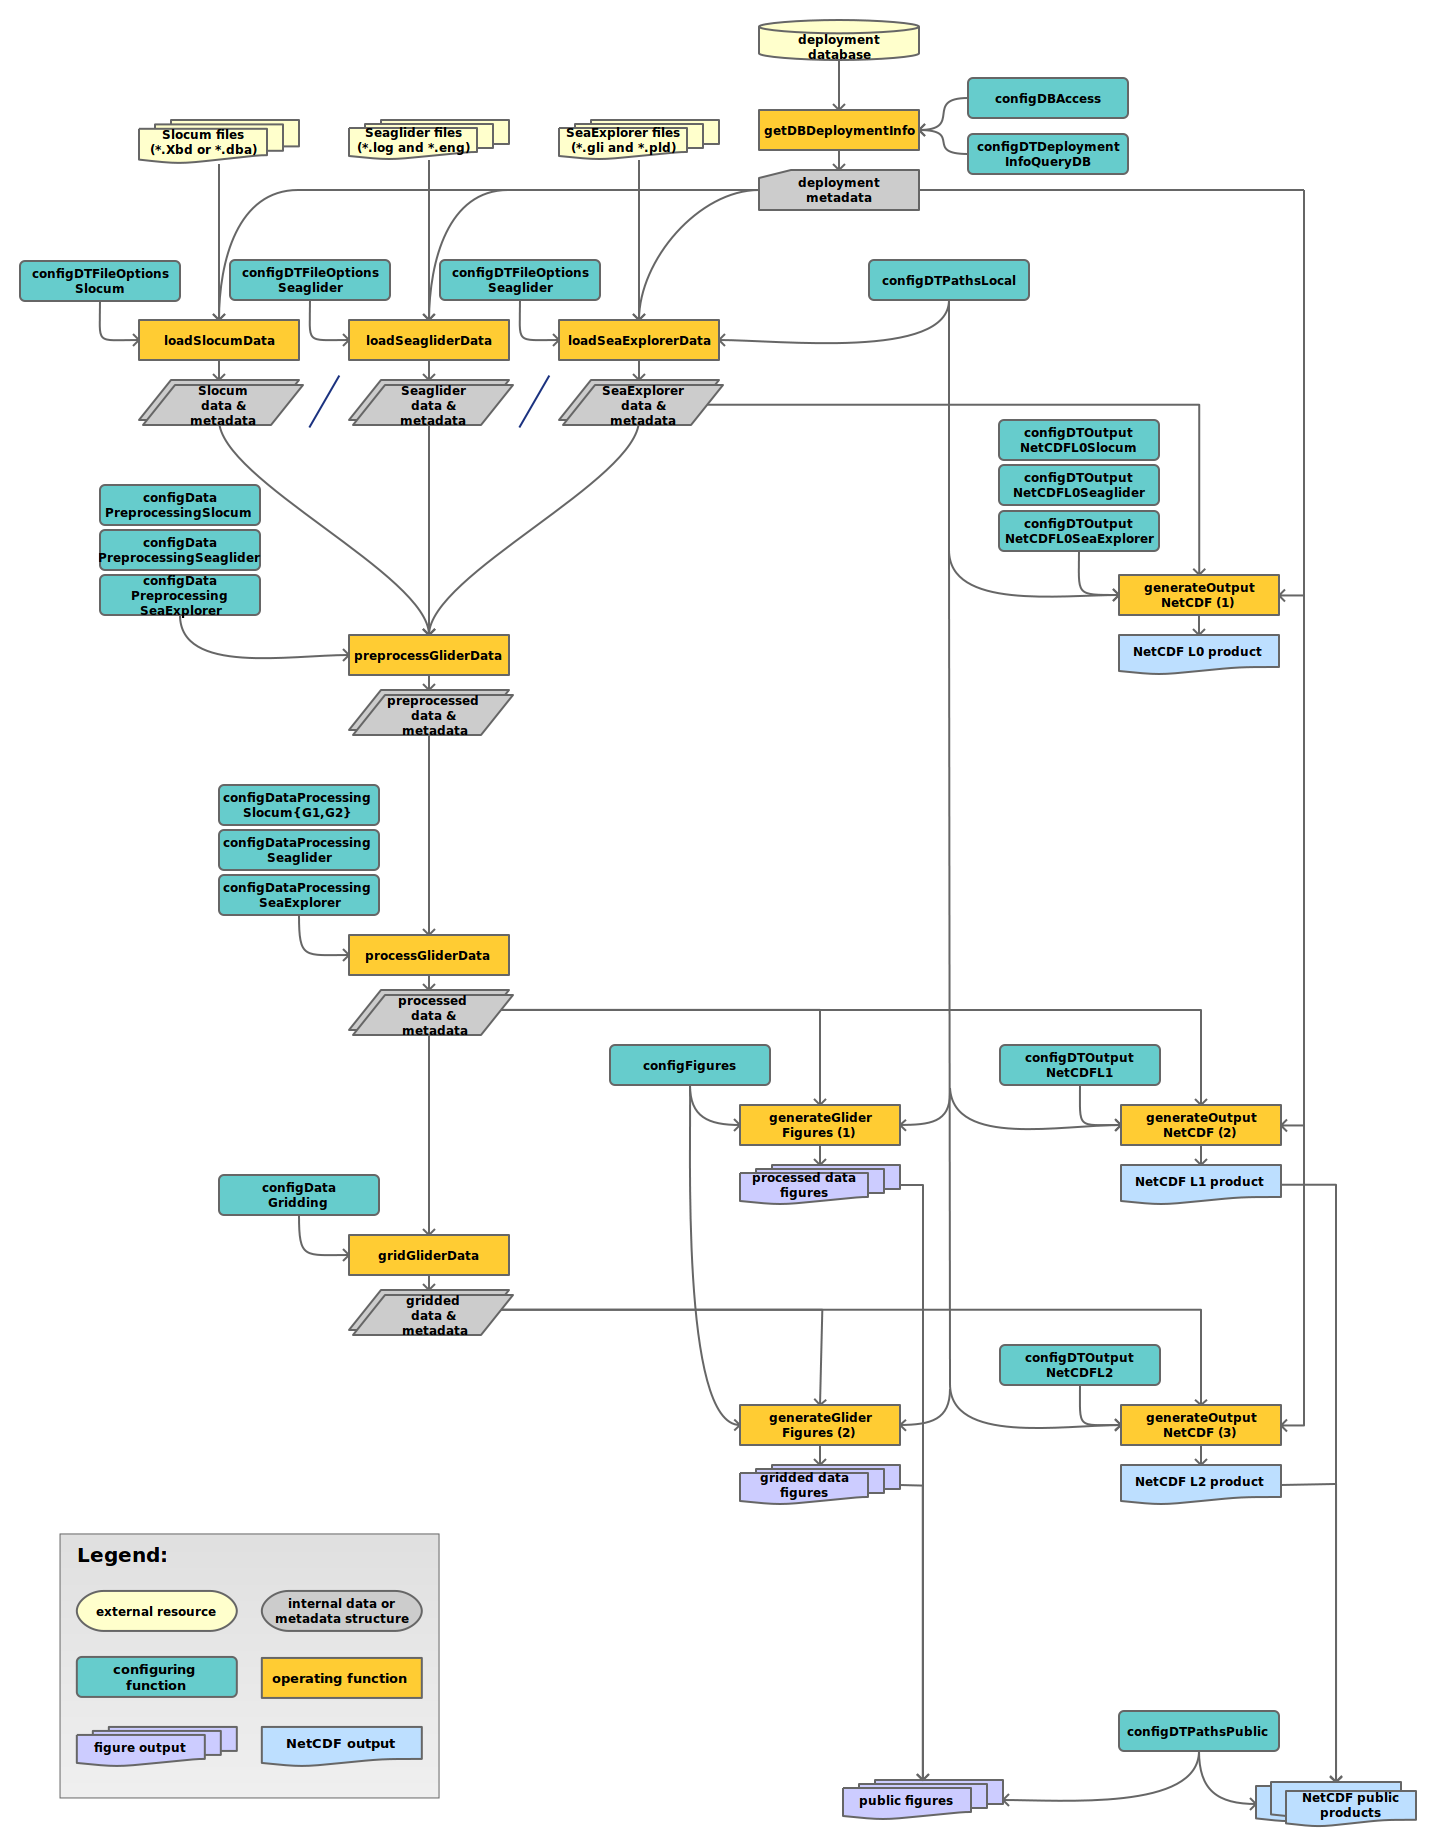 deployment
database
configDBAccess
getDBDeploymentInfo
configDTDeployment
InfoQueryDB
Slocum files
(*.Xbd or *.dba)
Seaglider files
(*.log and *.eng)
SeaExplorer files
(*.gli and *.pld)
deployment
metadata
configDTFileOptions
Slocum
configDTFileOptions
Seaglider
configDTFileOptions
Seaglider
configDTPathsLocal
loadSlocumData
loadSeagliderData
loadSeaExplorerData
Slocum
data &
metadata
Seaglider
data &
metadata
SeaExplorer
data &
metadata
configDTOutput
NetCDFL0Slocum
configDTOutput
NetCDFL0Seaglider
configDTOutput
NetCDFL0SeaExplorer
configData
PreprocessingSlocum
configData
PreprocessingSeaglider
configData
Preprocessing
SeaExplorer
generateOutput
NetCDF (1)
preprocessGliderData
NetCDF L0 product
preprocessed
data &
metadata
configDataProcessing
Slocum{G1,G2}
configDataProcessing
Seaglider
configDataProcessing
SeaExplorer
processGliderData
processed
data &
metadata
configFigures
configDTOutput
NetCDFL1
generateGlider
Figures (1)
generateOutput
NetCDF (2)
processed data
figures
NetCDF L1 product
configData
Gridding
gridGliderData
gridded
data &
metadata
configDTOutput
NetCDFL2
generateGlider
Figures (2)
generateOutput
NetCDF (3)
gridded data
figures
NetCDF L2 product
Legend:
external resource
internal data or
metadata structure
configuring
function
operating function
figure output
NetCDF output
configDTPathsPublic
public figures
NetCDF public
products